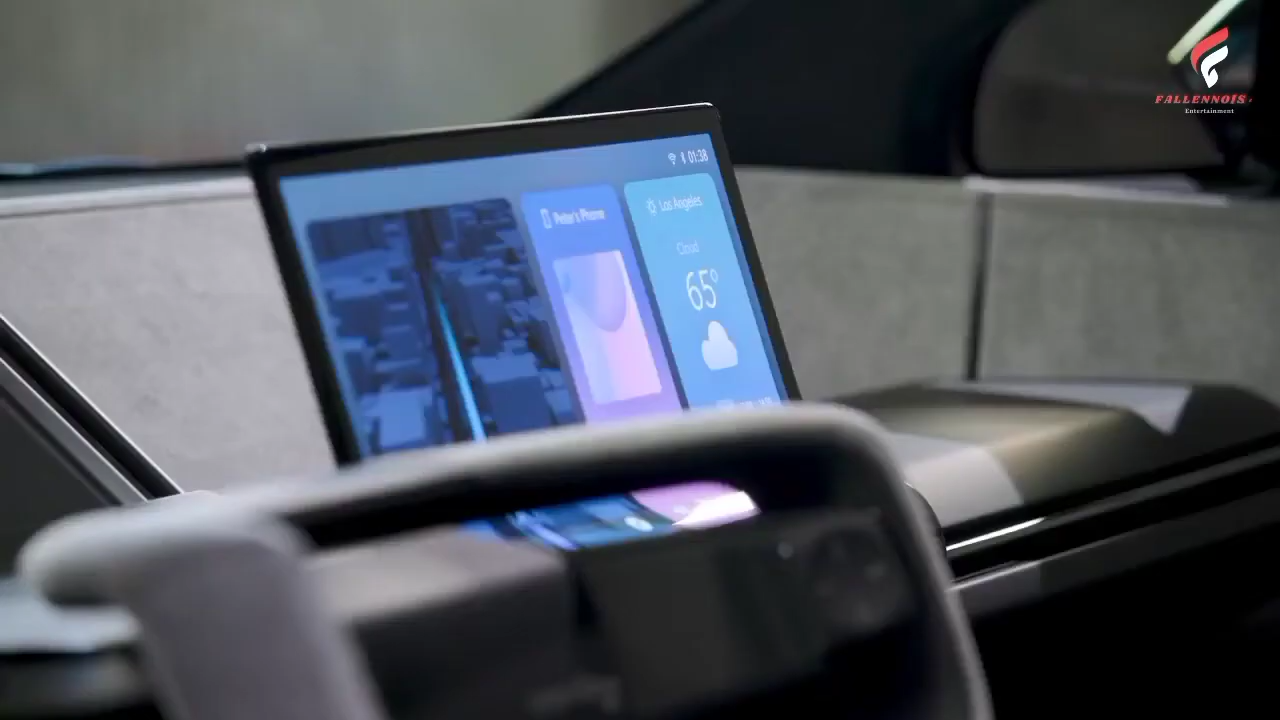 FALLENNOIS
Entertainment
01:38
Peter's Phone
Los Angeles
Cloud
65°